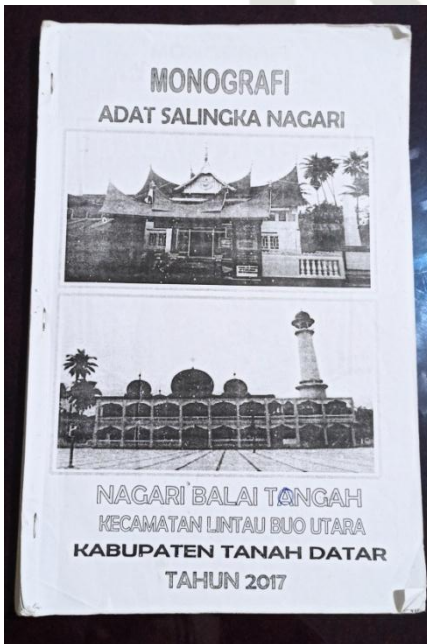 MONOGRAFI
ADAT SALINGKA NAGARI
NAGARI BALAI TANGAH
KECAMATAN LINTAU BUO UTARA
KABUPATEN TANAH DATAR
TAHUN 2017